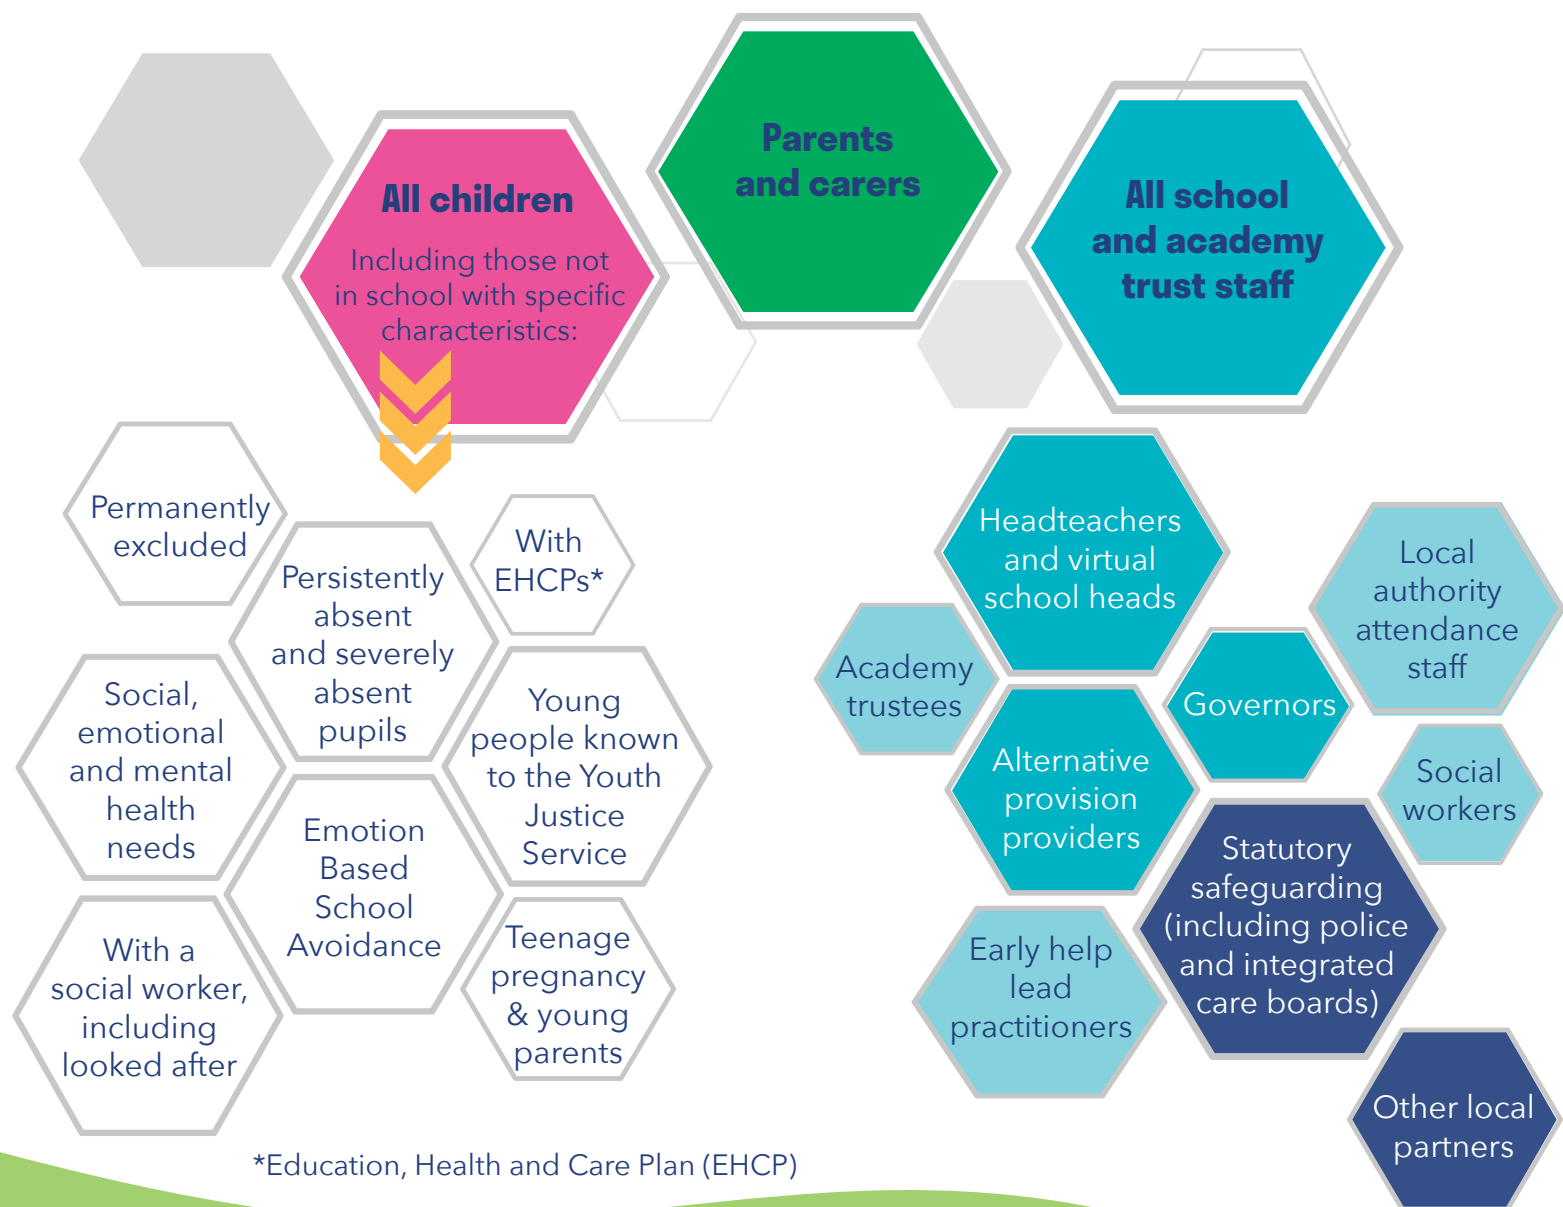 All children
Including those not
in school with specific
characteristics:
Parents
and carers
All school
and academy
trust staff
Permanently
excluded
Persistently
absent
and severely
absent
pupils
With
EHCPs*
Social,
emotional
and mental
health
needs
Young
people known
to the Youth
Justice
Service
Emotion
Based
School
Avoidance
With a
social worker,
including
looked after
Teenage
pregnancy
& young
parents
Headteachers
and virtual
school heads
Local
authority
attendance
staff
Academy
trustees
Governors
Alternative
provision
providers
Social
workers
Statutory
safeguarding
(including police
and integrated
care boards)
Early help
lead
practitioners
Other local
partners
*Education, Health and Care Plan (EHCP)